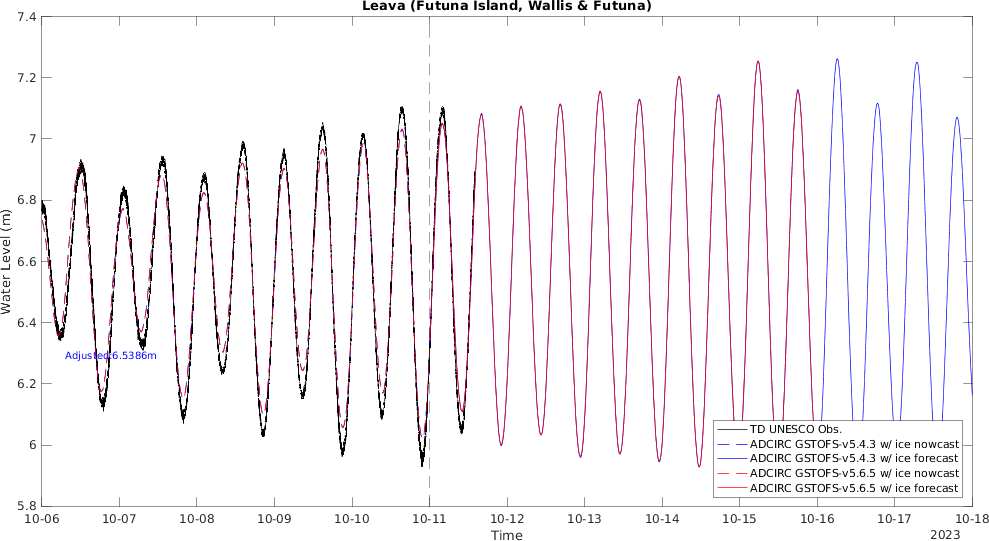 Leava (Futuna Island, Wallis & Futuna)
7.4
7.2
7
6.8
6.6
6.4
6.2
6
5.8
Water Level (m)
Adjusted:6.5386m
TD UNESCO Obs.
ADCIRC GSTOFS-v5.4.3 w/ ice nowcast
ADCIRC GSTOFS-v5.4.3 w/ ice forecast
ADCIRC GSTOFS-v5.6.5 w/ ice nowcast
ADCIRC GSTOFS-v5.6.5 w/ ice forecast
10-06 10-07 10-08 10-09 10-10 10-11 10-12 10-13 10-14 10-15 10-16 10-17 10-18
Time
2023